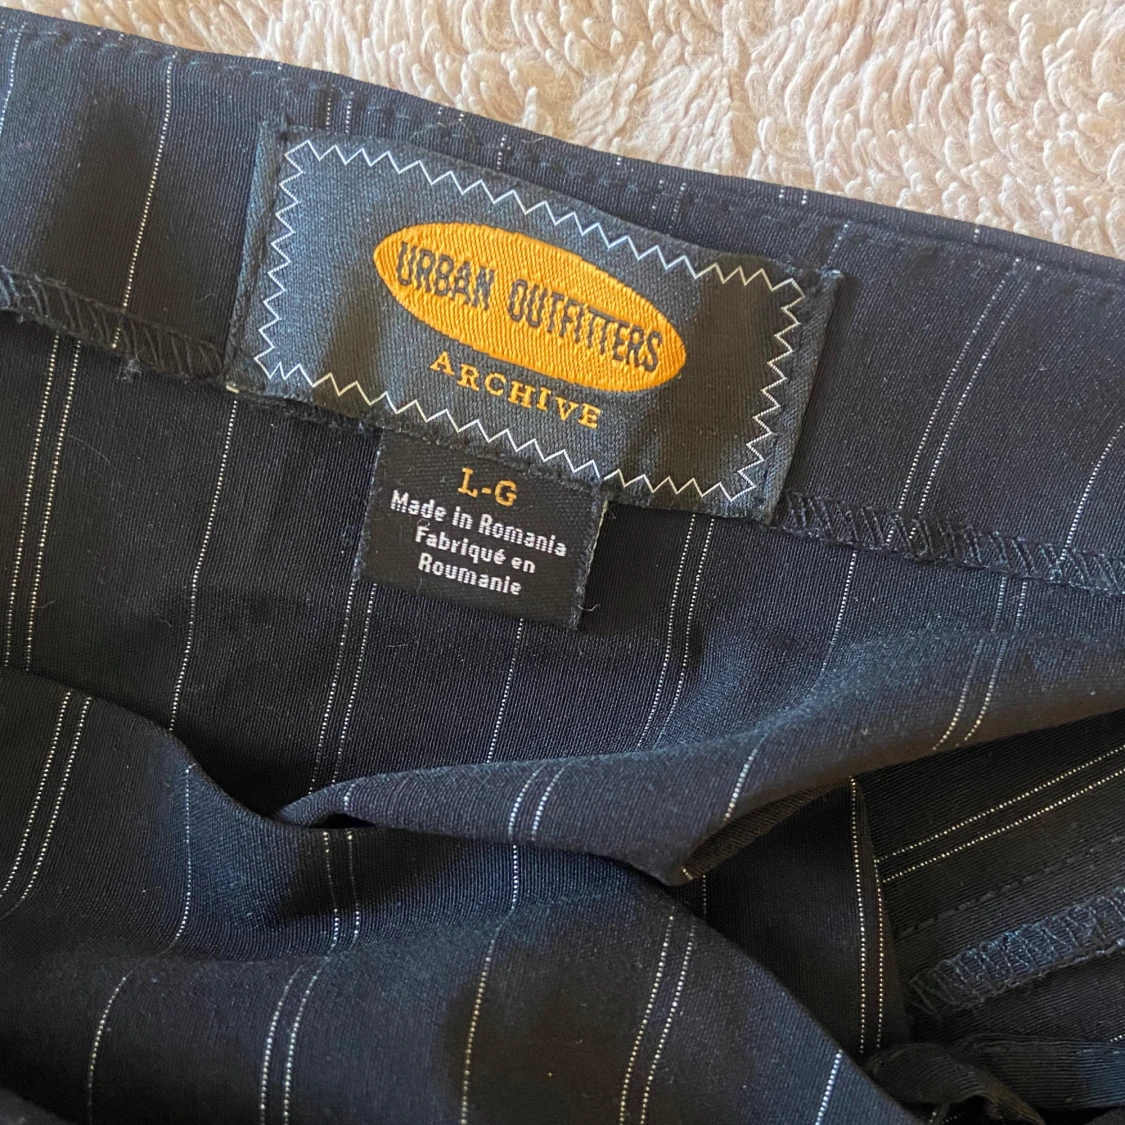 URBAN OUTFITTERS
ARCHIVE
L-G
Made in Romania
Fabriqué en
Roumanie